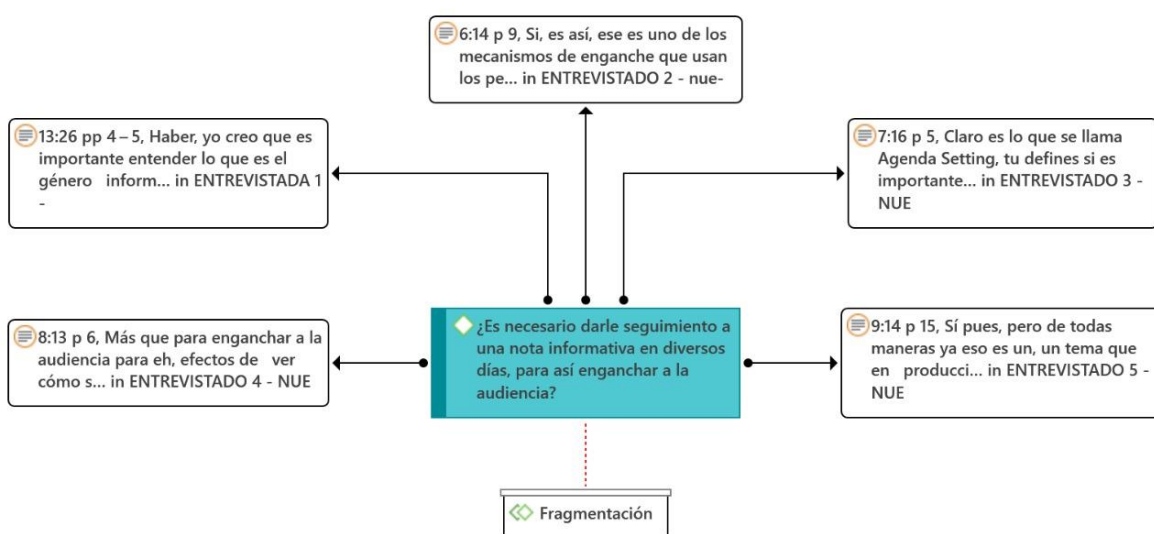 6:14 p 9, Si, es así, ese es uno de los
mecanismos de enganche que usan
los pe... in ENTREVISTADO 2 - nue-
13:26 pp 4 – 5, Haber, yo creo que es
importante entender lo que es el
género inform... in ENTREVISTADA 1
-
7:16 p 5, Claro es lo que se llama
Agenda Setting, tu defines si es
importante... in ENTREVISTADO 3 -
NUE
8:13 p 6, Más que para enganchar a la
audiencia para eh, efectos de ver
cómo s... in ENTREVISTADO 4 - NUE
¿Es necesario darle seguimiento a
una nota informativa en diversos
días, para así enganchar a la
audiencia?
9:14 p 15, Sí pues, pero de todas
maneras ya eso es un, un tema que
en producci... in ENTREVISTADO 5 -
NUE
Fragmentación